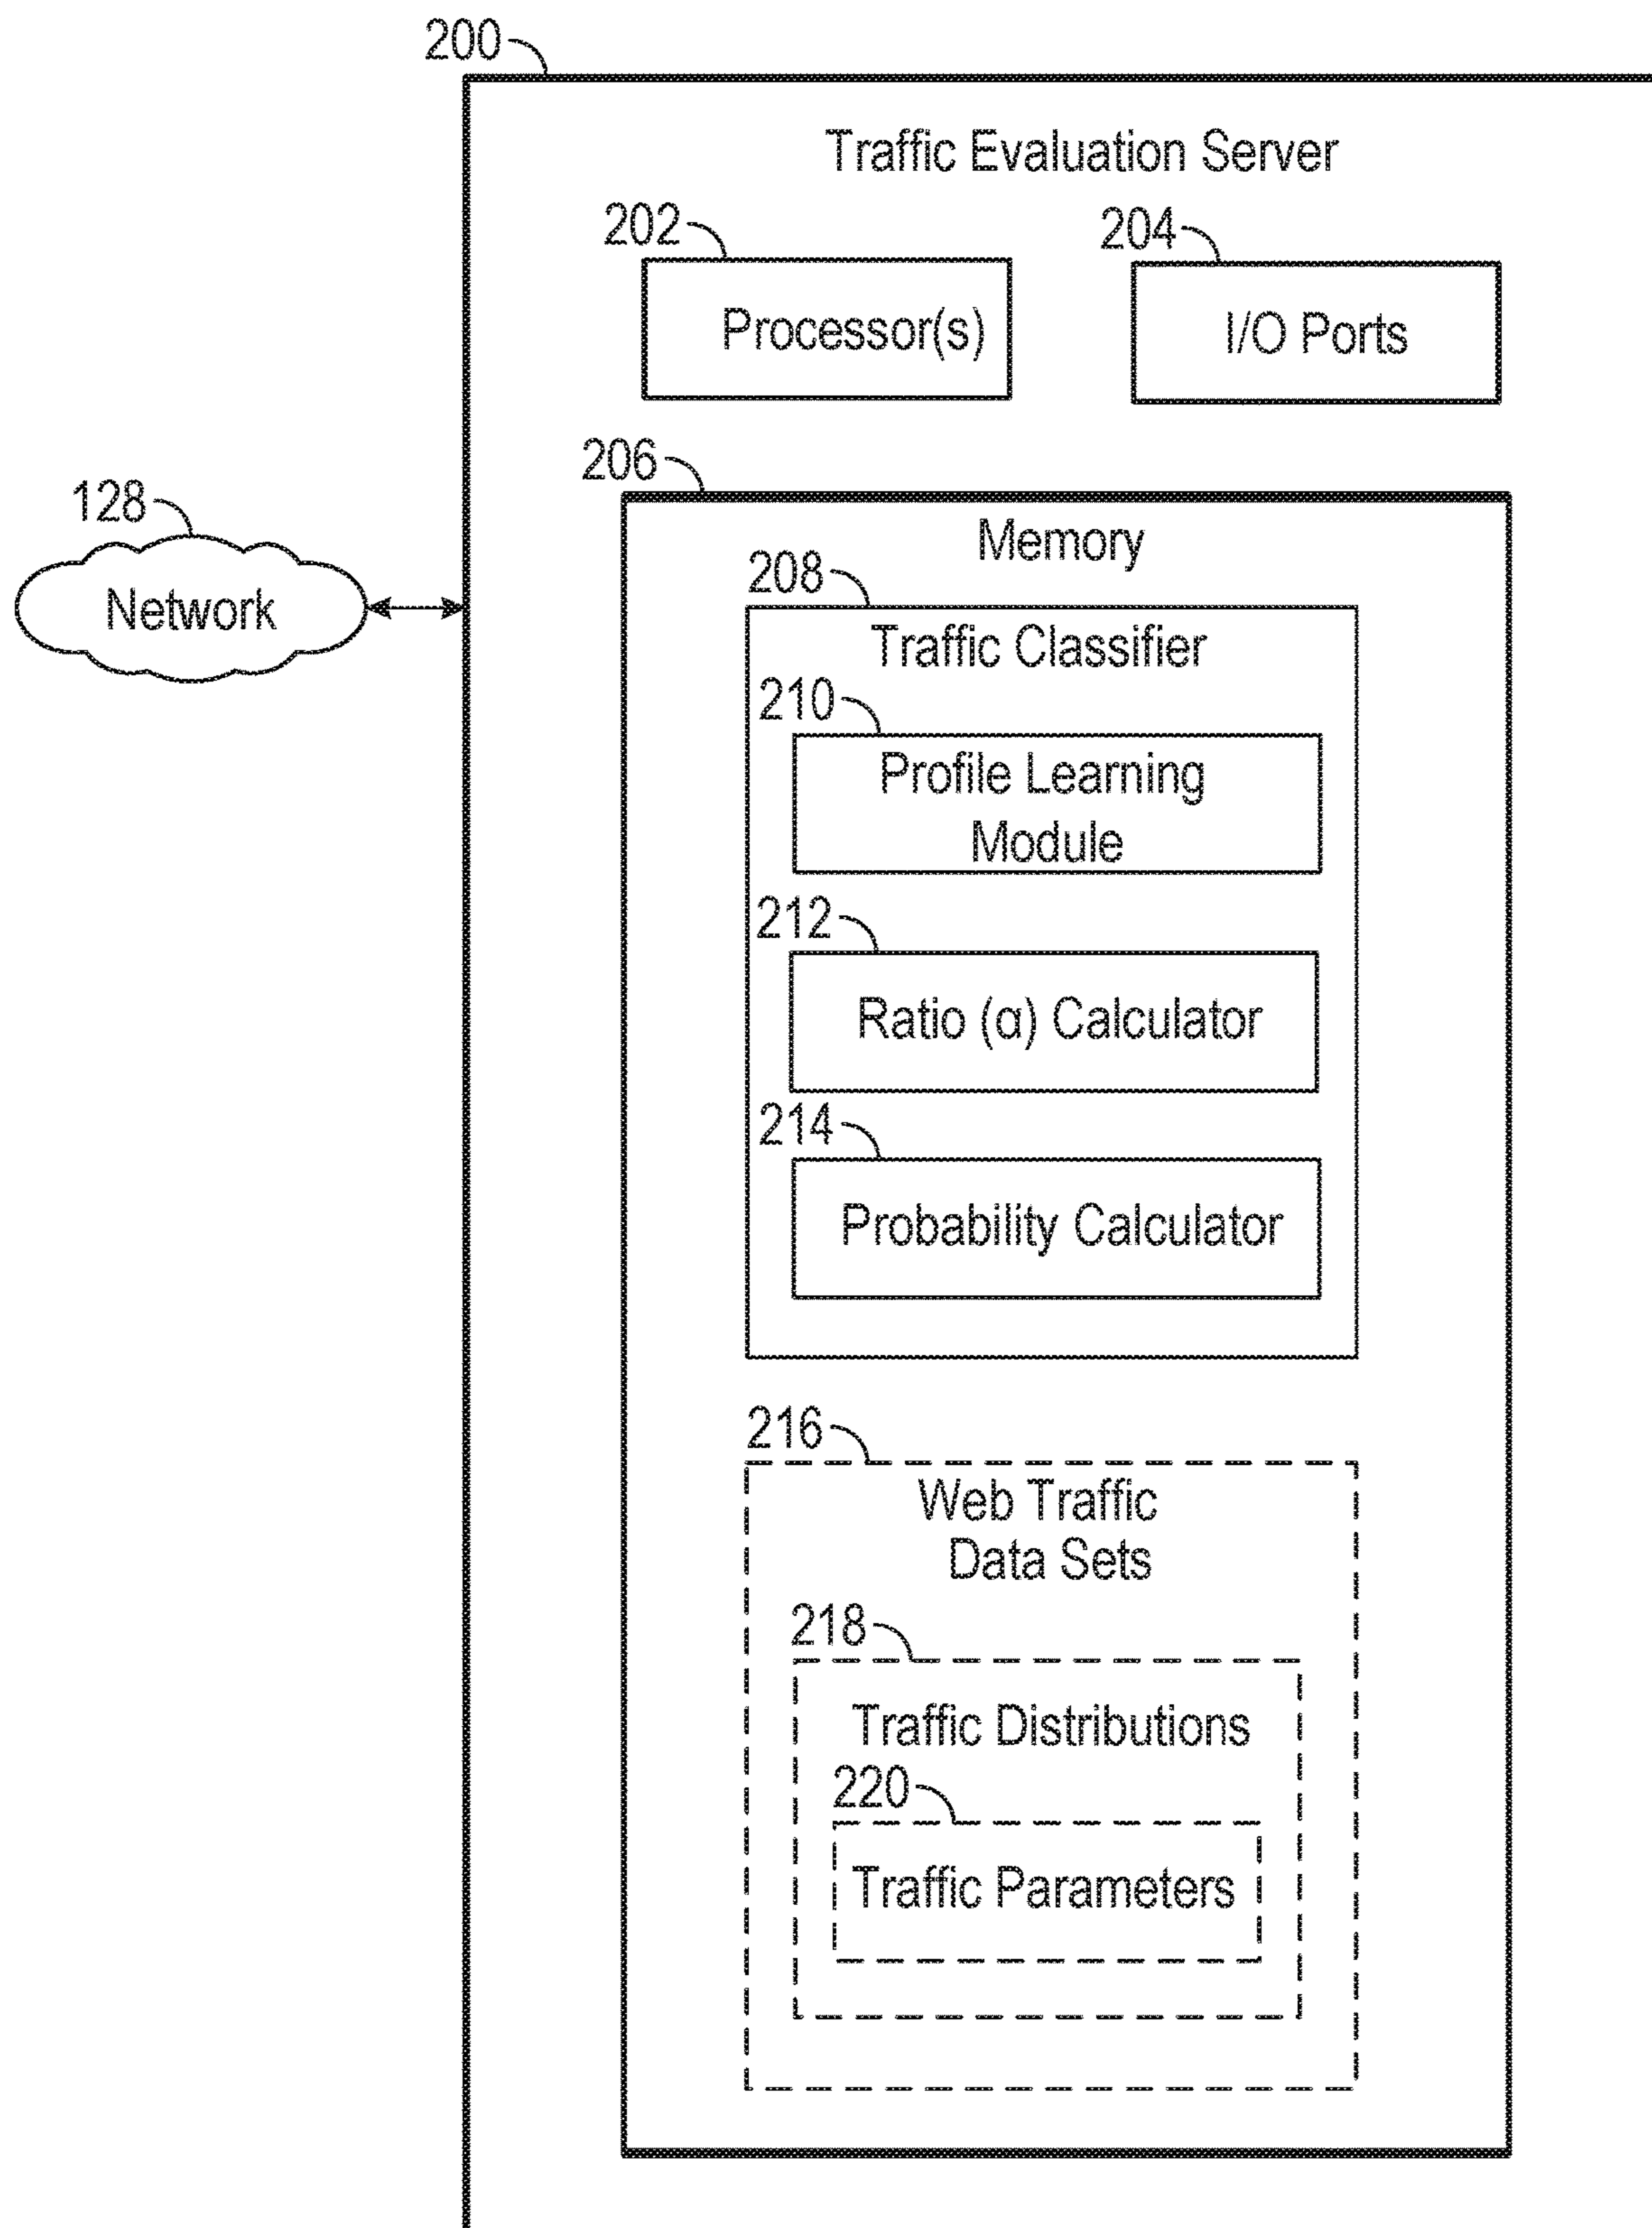 200
Traffic Evaluation Server
202
204
Processor(s)
I/O Ports
206
128
Memory
Network
208
Traffic Classifier
210
Profile Learning
Module
212
Ratio (α) Calculator
214
Probability Calculator
216
Web Traffic
Data Sets
218
Traffic Distributions
220
Traffic Parameters